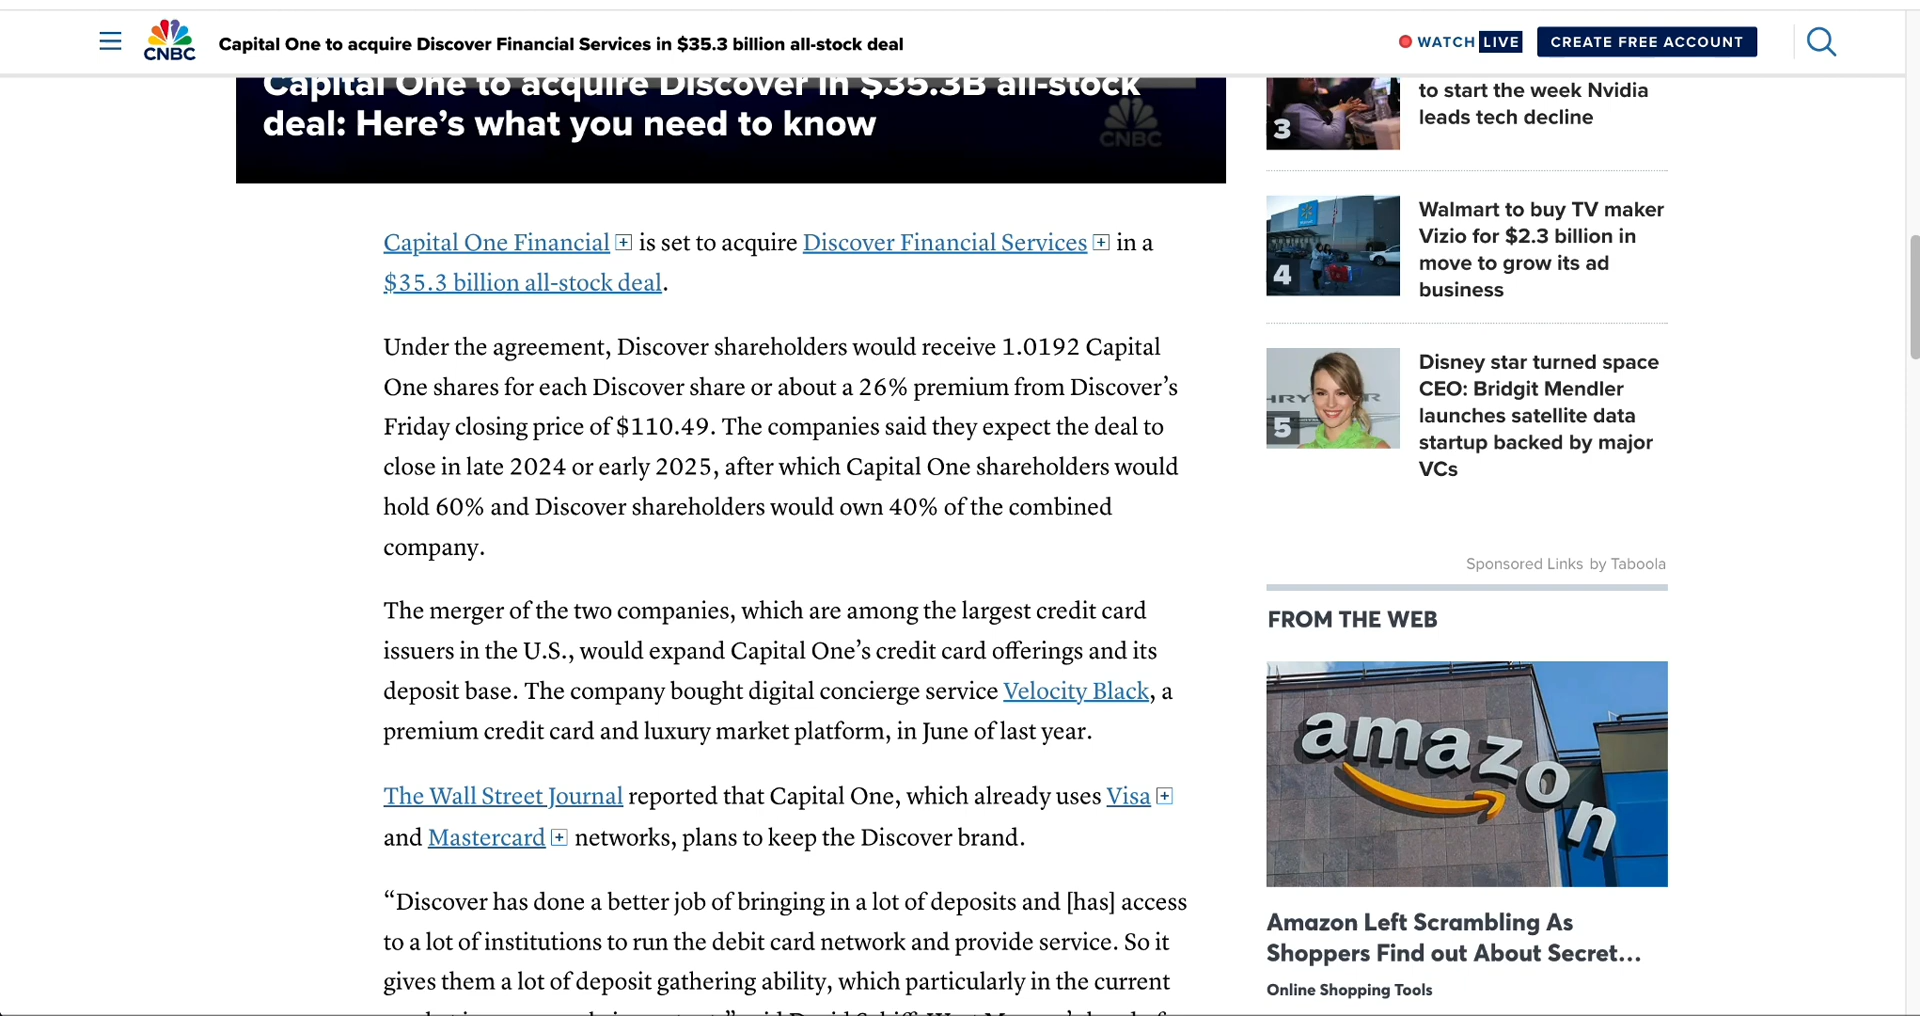 CNBC
Capital One to acquire Discover Financial Services in $35.3 billion all-stock deal
WATCH LIVE
CREATE FREE ACCOUNT
Capital One to acquire Discover in $35.3B all-stock
deal: Here’s what you need to know
CNBC
Capital One Financial is set to acquire Discover Financial Services in a
$35.3 billion all-stock deal.
Under the agreement, Discover shareholders would receive 1.0192 Capital
One shares for each Discover share or about a 26% premium from Discover’s
Friday closing price of $110.49. The companies said they expect the deal to
close in late 2024 or early 2025, after which Capital One shareholders would
hold 60% and Discover shareholders would own 40% of the combined
company.
The merger of the two companies, which are among the largest credit card
issuers in the U.S., would expand Capital One’s credit card offerings and its
deposit base. The company bought digital concierge service Velocity Black, a
premium credit card and luxury market platform, in June of last year.
The Wall Street Journal reported that Capital One, which already uses Visa
and Mastercard networks, plans to keep the Discover brand.
“Discover has done a better job of bringing in a lot of deposits and [has] access
to a lot of institutions to run the debit card network and provide service. So it
gives them a lot of deposit gathering ability, which particularly in the current
3
to start the week Nvidia
leads tech decline
4
Walmart to buy TV maker
Vizio for $2.3 billion in
move to grow its ad
business
5
Disney star turned space
CEO: Bridgit Mendler
launches satellite data
startup backed by major
VCs
Sponsored Links by Taboola
FROM THE WEB
amazon
Amazon Left Scrambling As
Shoppers Find out About Secret...
Online Shopping Tools